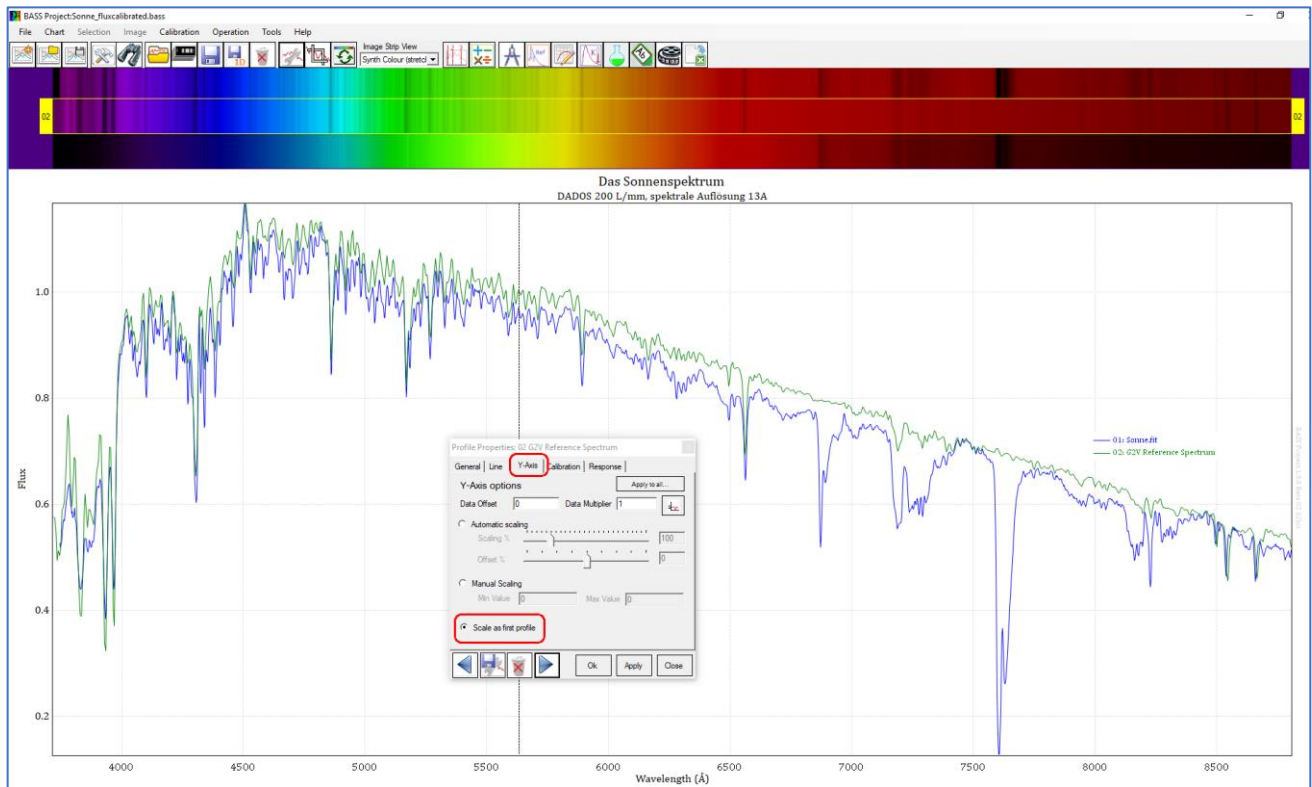 BASS Project:Sonne_fluxcalibrated.bass
File Chart Selection Image Calibration Operation Tools Help
Image Strip View
Synth Colour (stretcl
1D
02 02
Das Sonnenspektrum
DADOS 200 L/mm, spektrale Auflösung 13A
1.0
0.8
0.6
0.4
0.2
Flux
01: Sonne.fit
02: G2V Reference Spectrum
Profile Properties: 02 G2V Reference Spectrum
General Line Y-Axis Calibration Response
Y-Axis options Apply to all...
Data Offset 0 Data Multiplier 1
Automatic scaling
Scaling % 100
Offset % 0
Manual Scaling
Min Value 0 Max Value 0
Scale as first profile
Ok Apply Close
4000 4500 5000 5500 6000 6500 7000 7500 8000 8500
Wavelength (Å)